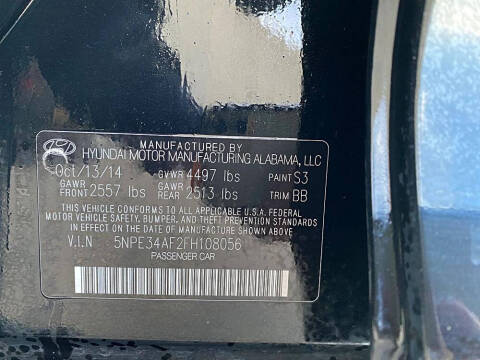 MANUFACTURED BY
HYUNDAI MOTOR MANUFACTURING ALABAMA, LLC
Oct/13/14 GVWR 4497 lbs PAINT S3
GAWR FRONT 2557 lbs GAWR REAR 2513 lbs TRIM BB
THIS VEHICLE CONFORMS TO ALL APPLICABLE U.S.A. FEDERAL
MOTOR VEHICLE SAFETY, BUMPER, AND THEFT PREVENTION STANDARDS
IN EFFECT ON THE DATE OF MANUFACTURE SHOWN ABOVE
V.I.N 5NPE34AF2FH108056
PASSENGER CAR